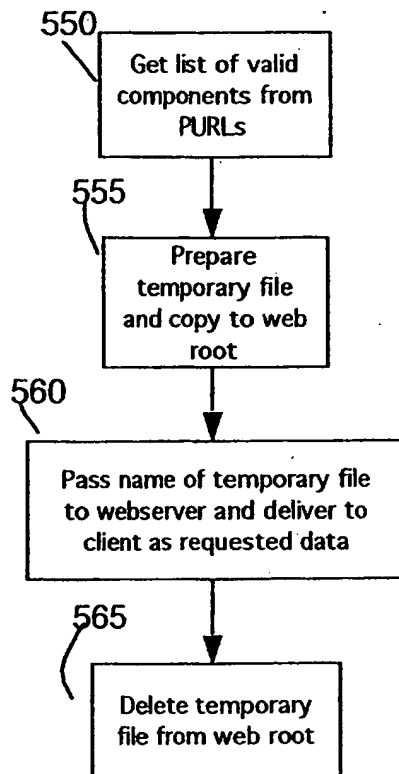 550
Get list of valid
components from
PURLs
555
Prepare
temporary file
and copy to web
root
560
Pass name of temporary file
to webserver and deliver to
client as requested data
565
Delete temporary
file from web root